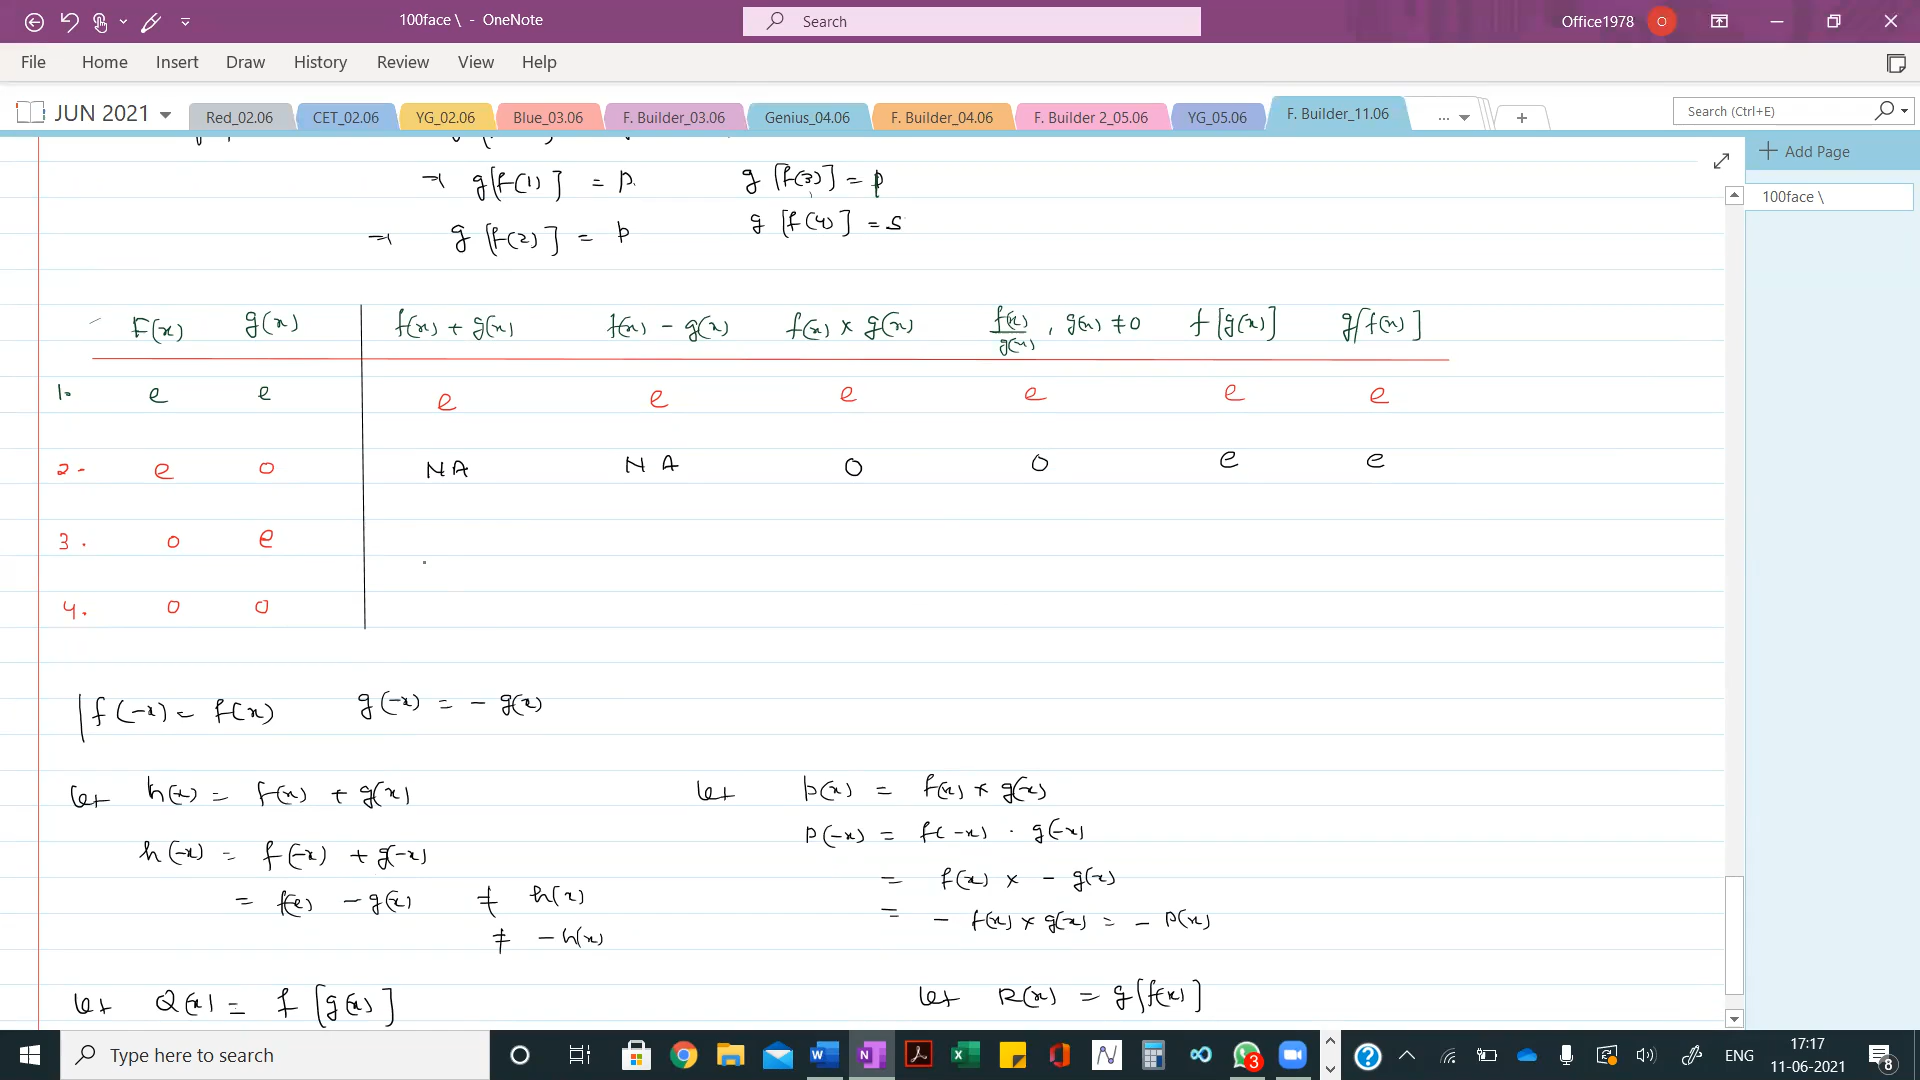 100face \ - OneNote
Search
Office1978
O
File Home Insert Draw History Review View Help
JUN 2021
Red_02.06 CET_02.06 YG_02.06 Blue_03.06 F. Builder_03.06 Genius_04.06 F. Builder_04.06 F. Builder 2_05.06 YG_05.06 F. Builder_11.06 ... +
Search (Ctrl+E)
Add Page
100face \
g[f(1)] = p. g[f(3)] = p
g[f(2)] = p g[f(4)] = s
F(x) g(x) f(x) + g(x) f(x) - g(x) f(x) x g(x) f(x)/g(x), g(x) ≠ 0 f[g(x)] g[f(x)]
1. e e e e e e e e
2. e o NA NA O O e e
3. o e
4. o o
f(-x) = f(x) g(-x) = - g(x)
let h(x) = f(x) + g(x) let p(x) = f(x) x g(x)
h(-x) = f(-x) + g(-x) P(-x) = f(-x) . g(-x)
= f(x) - g(x) ≠ h(x) = f(x) x - g(x)
≠ -h(x) = - f(x) x g(x) = - P(x)
let Q(x) = f[g(x)] let R(x) = g[f(x)]
Type here to search
3
ENG
17:17
11-06-2021
8